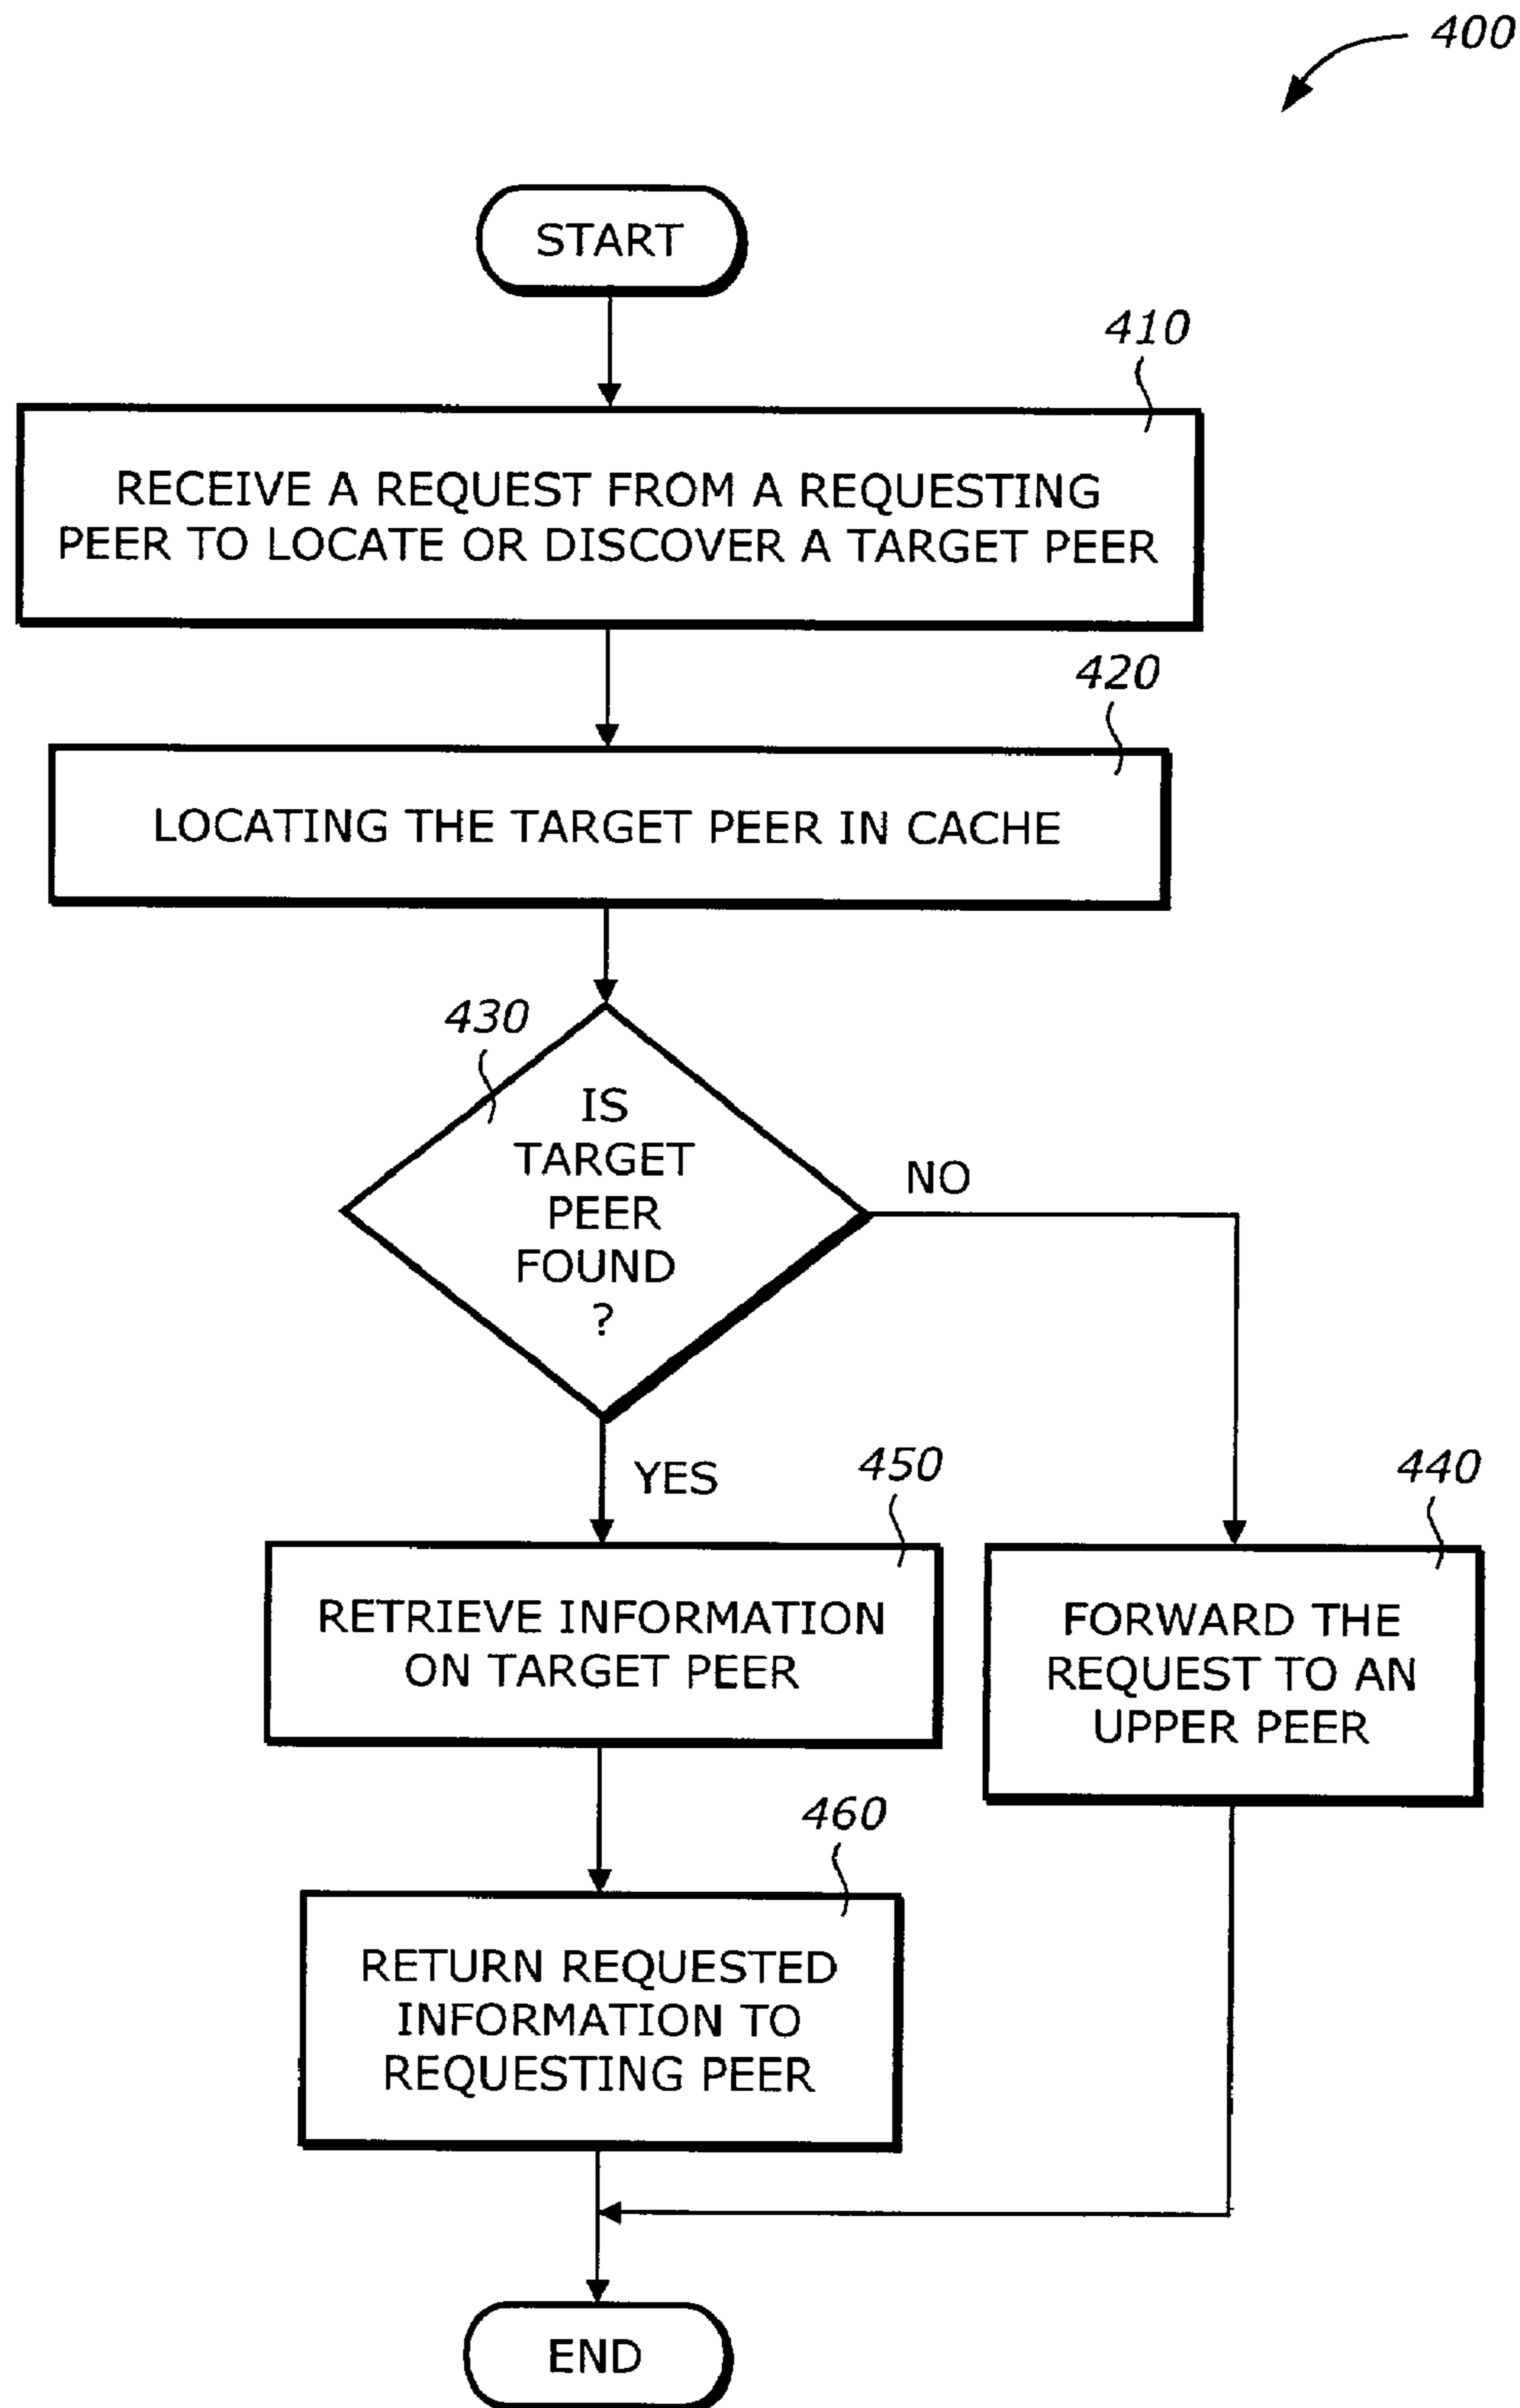 400
START
410
RECEIVE A REQUEST FROM A REQUESTING
PEER TO LOCATE OR DISCOVER A TARGET PEER
420
LOCATING THE TARGET PEER IN CACHE
430
IS
TARGET
PEER
FOUND
?
NO
YES
450
RETRIEVE INFORMATION
ON TARGET PEER
440
FORWARD THE
REQUEST TO AN
UPPER PEER
460
RETURN REQUESTED
INFORMATION TO
REQUESTING PEER
END